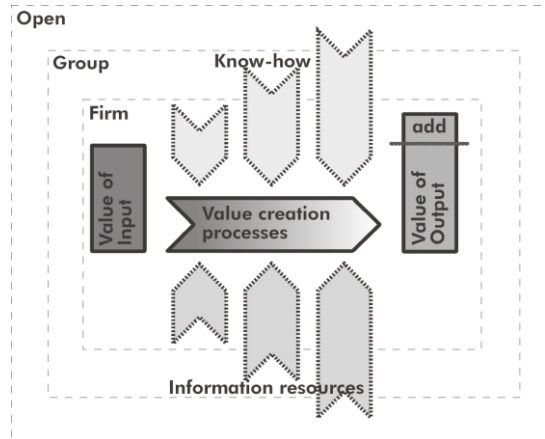 Open
Group
Know-how
Firm
add
Value of
Input
Value creation
processes
Value of
Output
Information resources